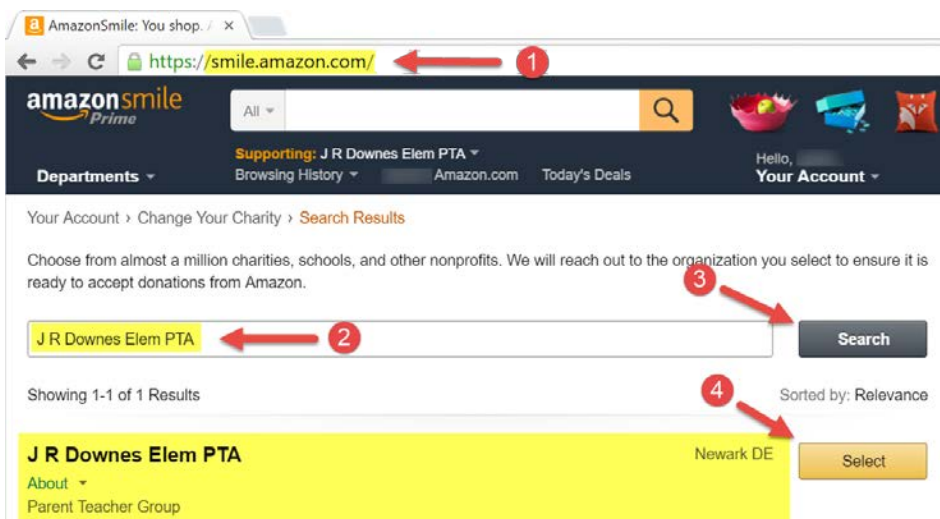 AmazonSmile: You shop. /
https://smile.amazon.com/
1
amazonsmile
Prime
All
Supporting: J R Downes Elem PTA
Hello,
Departments
Browsing History
Amazon.com
Today's Deals
Your Account
Your Account › Change Your Charity › Search Results
Choose from almost a million charities, schools, and other nonprofits. We will reach out to the organization you select to ensure it is
ready to accept donations from Amazon.
3
J R Downes Elem PTA
2
Search
Showing 1-1 of 1 Results
4
Sorted by: Relevance
J R Downes Elem PTA
Newark DE
Select
About
Parent Teacher Group